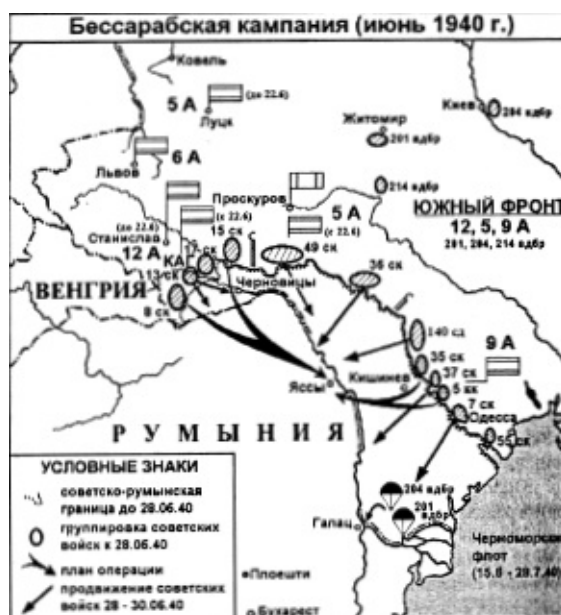 Бессарабская кампания (июнь 1940 г.)
Ковель
5 А
(до 22.6)
Луцк
Киев
204 вдбр
Житомир
201 вдбр
6 А
Львов
214 вдбр
Проскуров
5 А
(с 22.6)
ЮЖНЫЙ ФРОНТ
12, 5, 9 А
201, 204, 214 вдбр
(до 22.6)
Станислав
(с 22.6)
12 А
15 ск
49 ск
36 ск
17 ск
КА
13 ск
Черновицы
ВЕНГРИЯ
8 ск
140 сд
35 ск
9 А
37 ск
Кишинев
5 кк
Яссы
7 ск
Одесса
55 ск
РУМЫНИЯ
УСЛОВНЫЕ ЗНАКИ
советско-румынская
граница до 28.06.40
группировка советских
войск к 28.06.40
план операции
продвижение советских
войск 28 - 30.06.40
204 вдбр
201
вдбр
Галац
Плоешти
Бухарест
Черноморский
флот
(15.6 - 29.7.40)